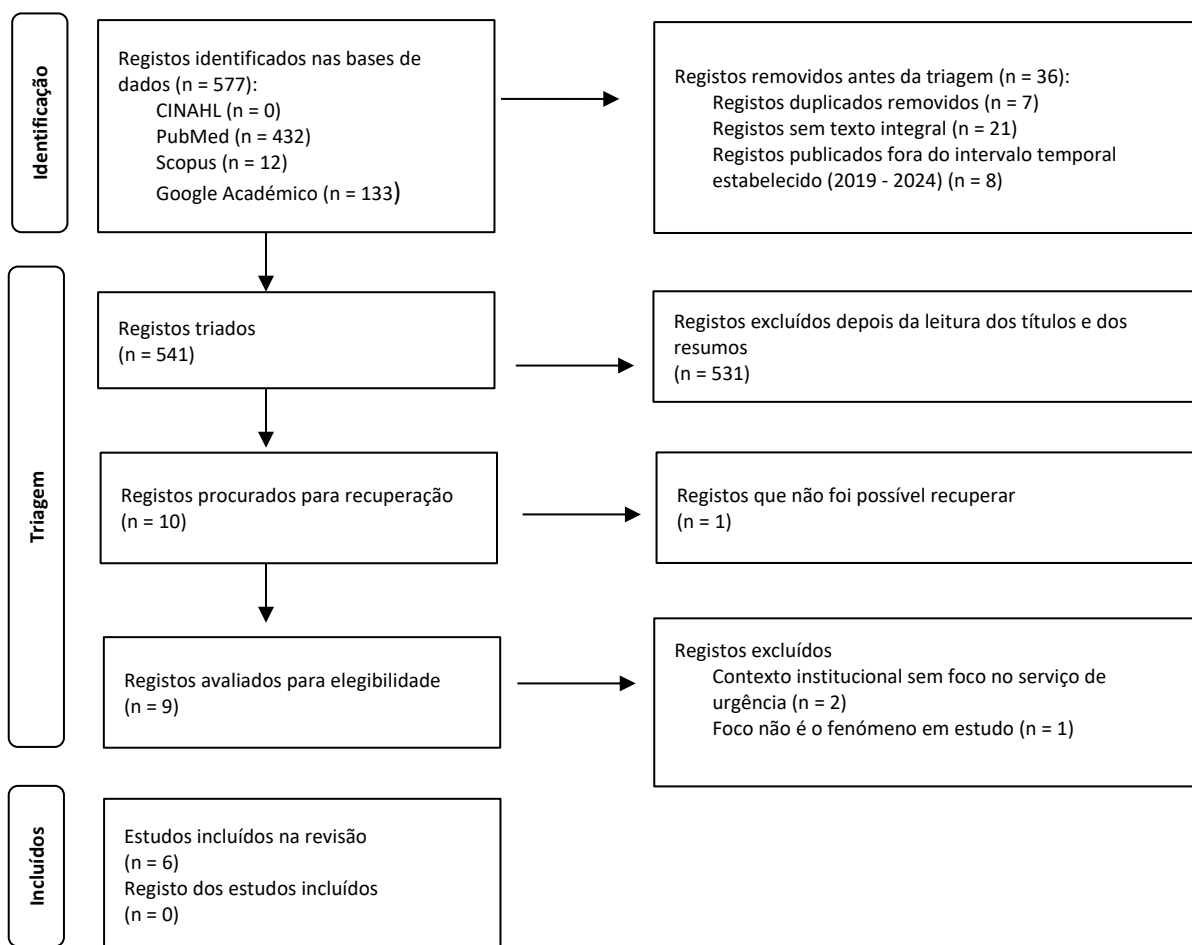 Identificação
Registos identificados nas bases de
dados (n = 577):
CINAHL (n = 0)
PubMed (n = 432)
Scopus (n = 12)
Google Académico (n = 133)
Registos removidos antes da triagem (n = 36):
Registos duplicados removidos (n = 7)
Registos sem texto integral (n = 21)
Registos publicados fora do intervalo temporal
estabelecido (2019 - 2024) (n = 8)
Triagem
Registos triados
(n = 541)
Registos excluídos depois da leitura dos títulos e dos
resumos
(n = 531)
Registos procurados para recuperação
(n = 10)
Registos que não foi possível recuperar
(n = 1)
Registos avaliados para elegibilidade
(n = 9)
Registos excluídos
Contexto institucional sem foco no serviço de
urgência (n = 2)
Foco não é o fenómeno em estudo (n = 1)
Incluídos
Estudos incluídos na revisão
(n = 6)
Registo dos estudos incluídos
(n = 0)